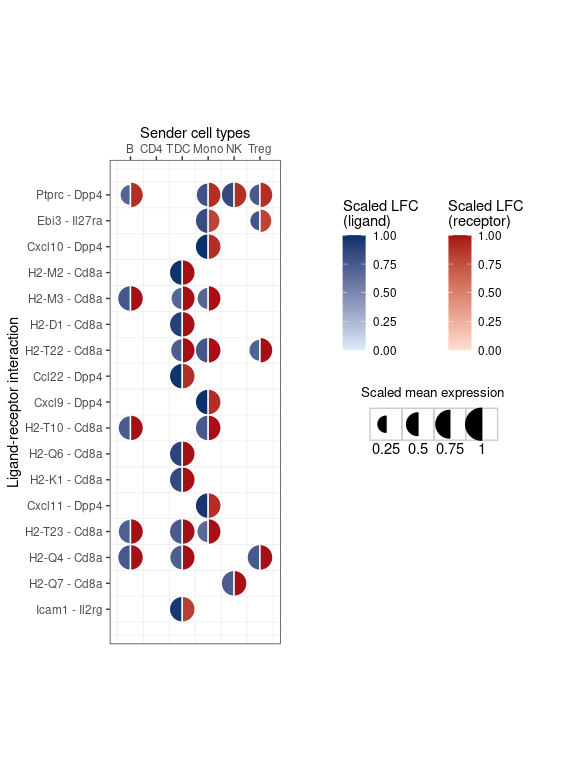 Sender cell types
B CD4 T DC Mono NK Treg
Ligand-receptor interaction
Ptprc - Dpp4
Ebi3 - Il27ra
Cxcl10 - Dpp4
H2-M2 - Cd8a
H2-M3 - Cd8a
H2-D1 - Cd8a
H2-T22 - Cd8a
Ccl22 - Dpp4
Cxcl9 - Dpp4
H2-T10 - Cd8a
H2-Q6 - Cd8a
H2-K1 - Cd8a
Cxcl11 - Dpp4
H2-T23 - Cd8a
H2-Q4 - Cd8a
H2-Q7 - Cd8a
Icam1 - Il2rg
Scaled LFC
(ligand)
1.00
0.75
0.50
0.25
0.00
Scaled LFC
(receptor)
1.00
0.75
0.50
0.25
0.00
Scaled mean expression
0.25 0.5 0.75 1